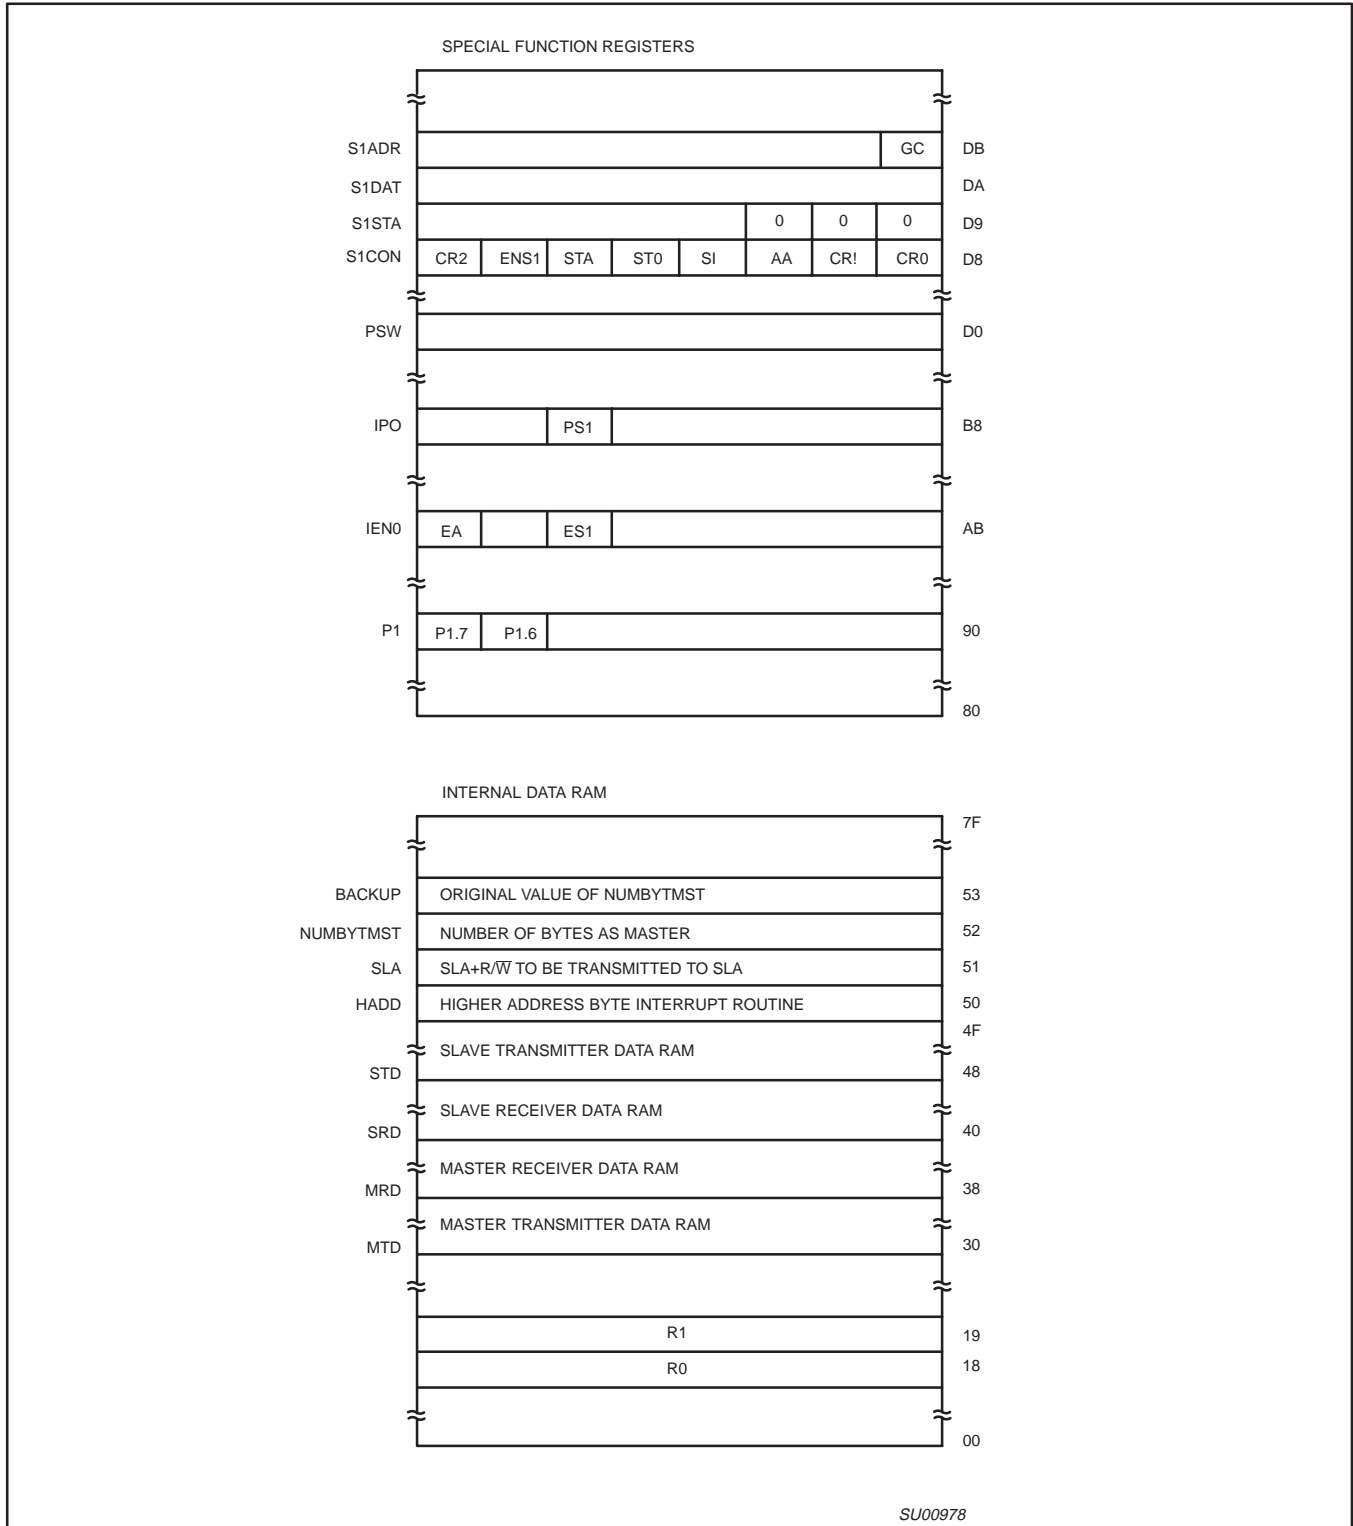 SPECIAL FUNCTION REGISTERS
S1ADR GC DB
S1DAT DA
S1STA 0 0 0 D9
S1CON CR2 ENS1 STA ST0 SI AA CR! CR0 D8
PSW D0
IPO PS1 B8
IEN0 EA ES1 AB
P1 P1.7 P1.6 90
80
INTERNAL DATA RAM
7F
BACKUP ORIGINAL VALUE OF NUMBYTMST 53
NUMBYTMST NUMBER OF BYTES AS MASTER 52
SLA SLA+R/W̅ TO BE TRANSMITTED TO SLA 51
HADD HIGHER ADDRESS BYTE INTERRUPT ROUTINE 50
4F
SLAVE TRANSMITTER DATA RAM
STD 48
SLAVE RECEIVER DATA RAM
SRD 40
MASTER RECEIVER DATA RAM
MRD 38
MASTER TRANSMITTER DATA RAM
MTD 30
R1 19
R0 18
00
SU00978